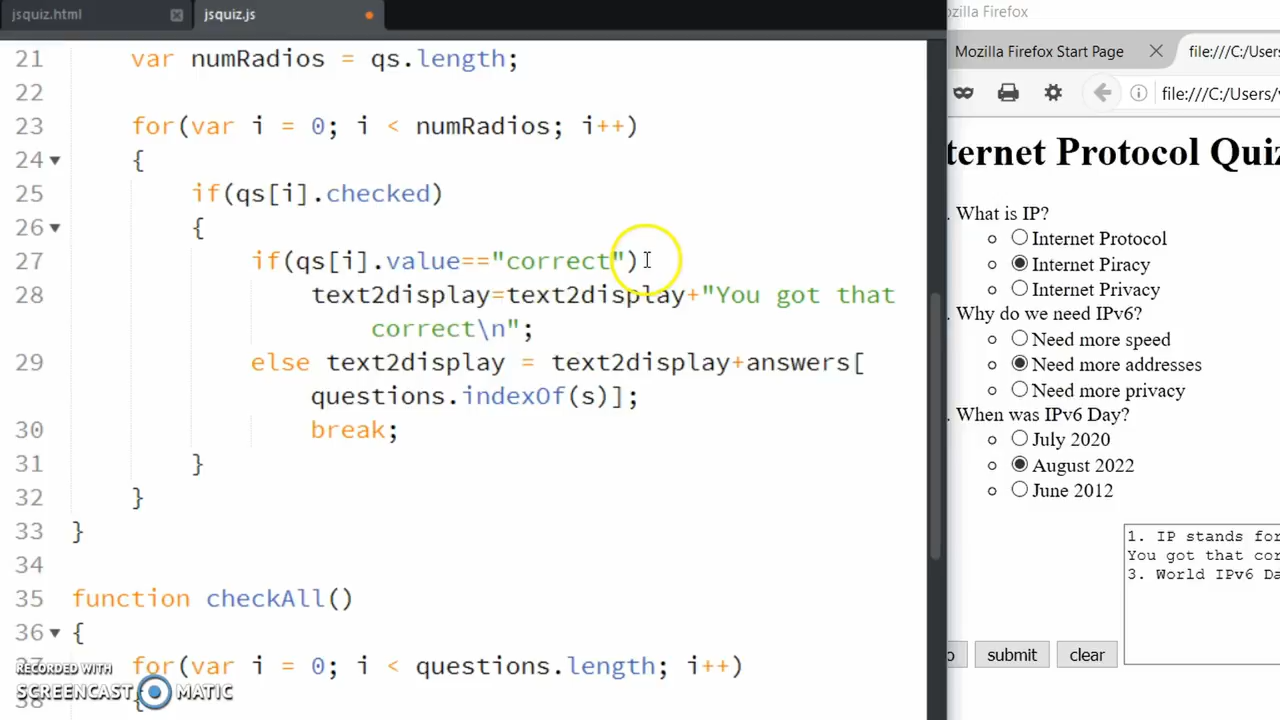 jsquiz.html
jsquiz.js
21 var numRadios = qs.length;
22
23 for(var i = 0; i < numRadios; i++)
24 {
25 if(qs[i].checked)
26 {
27 if(qs[i].value=="correct")
28 text2display=text2display+"You got that
correct\n";
29 else text2display = text2display+answers[
questions.indexOf(s)];
30 break;
31 }
32 }
33 }
34
35 function checkAll()
36 {
37 for(var i = 0; i < questions.length; i++)
38 {
RECORDED WITH
SCREENCAST MATIC
zilla Firefox
Mozilla Firefox Start Page
file:///C:/Users
file:///C:/Users/
ternet Protocol Quiz
. What is IP?
Internet Protocol
Internet Piracy
Internet Privacy
. Why do we need IPv6?
Need more speed
Need more addresses
Need more privacy
. When was IPv6 Day?
July 2020
August 2022
June 2012
1. IP stands for
You got that cor
3. World IPv6 Da
submit
clear